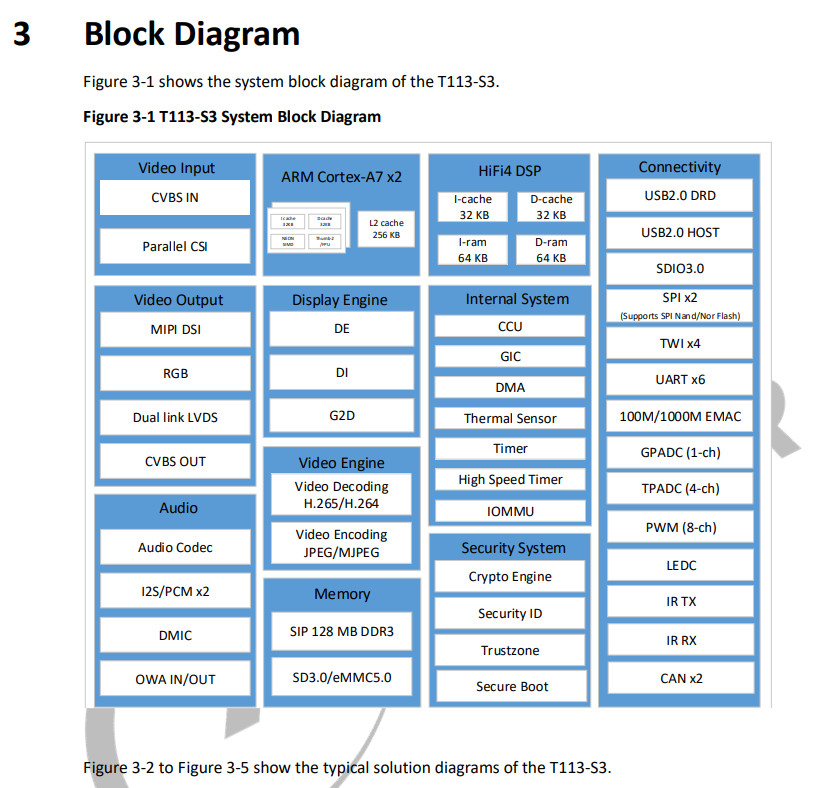 3 Block Diagram
Figure 3-1 shows the system block diagram of the T113-S3.
Figure 3-1 T113-S3 System Block Diagram
Video Input
CVBS IN
Parallel CSI
Video Output
MIPI DSI
RGB
Dual link LVDS
CVBS OUT
Audio
Audio Codec
I2S/PCM x2
DMIC
OWA IN/OUT
ARM Cortex-A7 x2
I cache
32KB
D cache
32KB
NEON
SIMD
Thumb-2
/FPU
L2 cache
256 KB
Display Engine
DE
DI
G2D
Video Engine
Video Decoding
H.265/H.264
Video Encoding
JPEG/MJPEG
Memory
SIP 128 MB DDR3
SD3.0/eMMC5.0
HiFi4 DSP
I-cache
32 KB
D-cache
32 KB
I-ram
64 KB
D-ram
64 KB
Internal System
CCU
GIC
DMA
Thermal Sensor
Timer
High Speed Timer
IOMMU
Security System
Crypto Engine
Security ID
Trustzone
Secure Boot
Connectivity
USB2.0 DRD
USB2.0 HOST
SDIO3.0
SPI x2
(Supports SPI Nand/Nor Flash)
TWI x4
UART x6
100M/1000M EMAC
GPADC (1-ch)
TPADC (4-ch)
PWM (8-ch)
LEDC
IR TX
IR RX
CAN x2
Figure 3-2 to Figure 3-5 show the typical solution diagrams of the T113-S3.